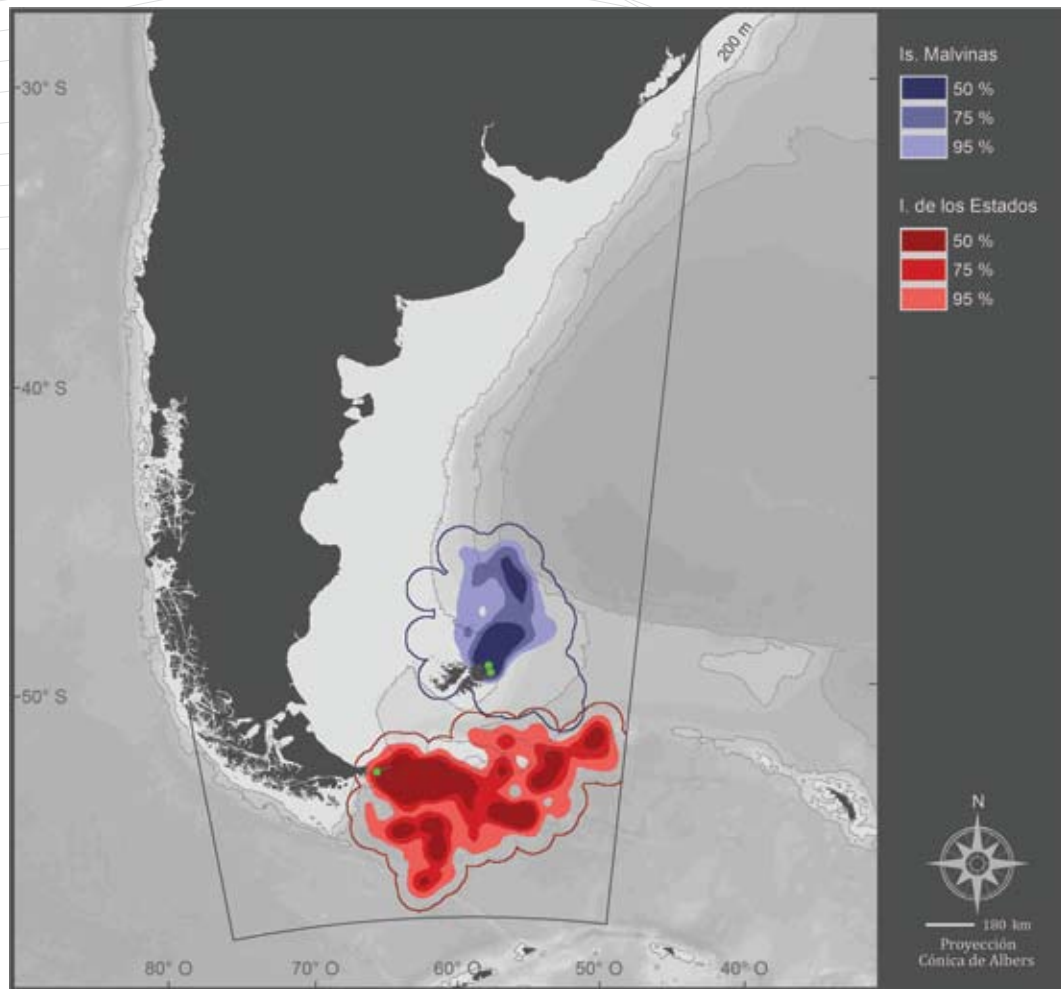 200 m
-30° S
-40° S
-50° S
80° O
70° O
60° O
50° O
40° O
Is. Malvinas
50 %
75 %
95 %
I. de los Estados
50 %
75 %
95 %
N
180 km
Proyección
Cónica de Albers